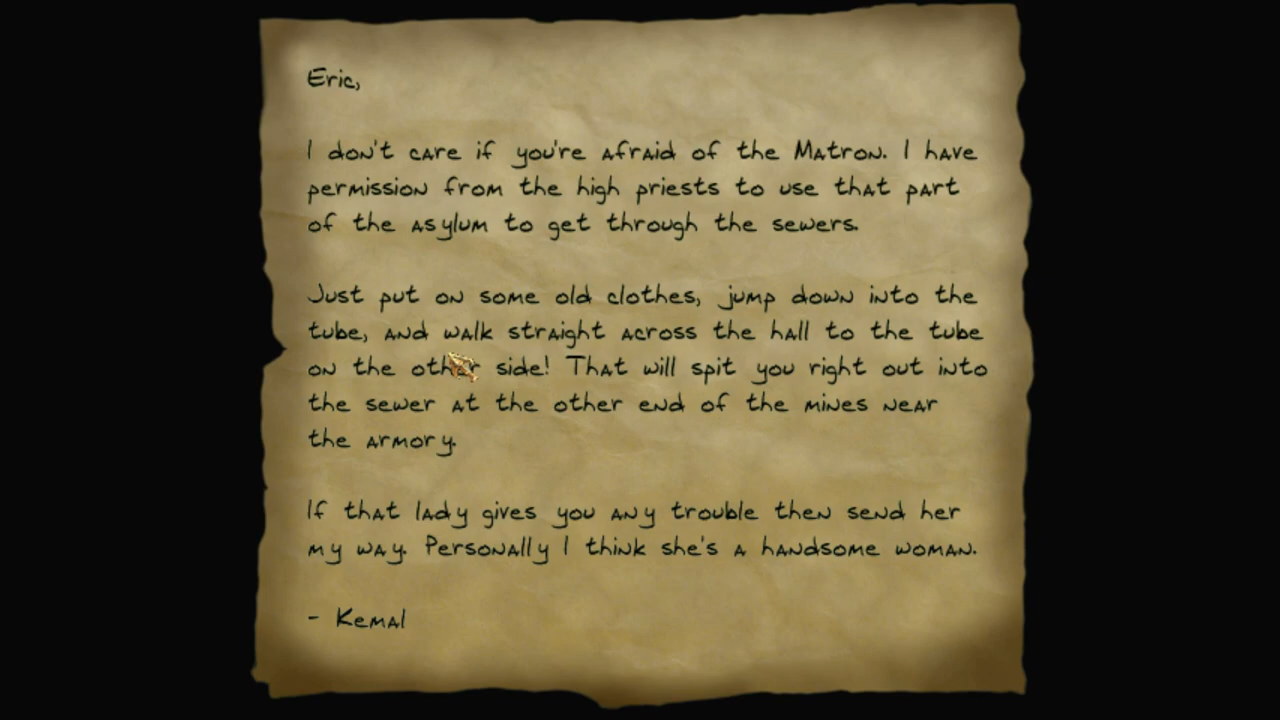 Eric,
I don't care if you're afraid of the Matron. I have
permission from the high priests to use that part
of the asylum to get through the sewers.
Just put on some old clothes, jump down into the
tube, and walk straight across the hall to the tube
on the other side! That will spit you right out into
the sewer at the other end of the mines near
the armory.
If that lady gives you any trouble then send her
my way. Personally I think she's a handsome woman.
- Kemal